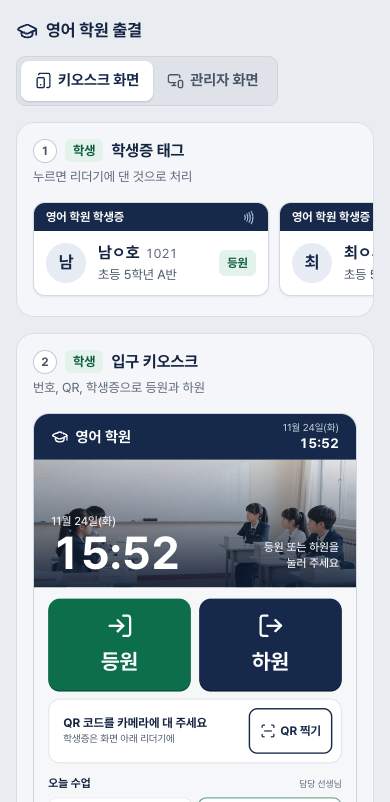 영어 학원 출결
키오스크 화면
관리자 화면
1 학생 학생증 태그
누르면 리더기에 댄 것으로 처리
영어 학원 학생증
남
남ㅇ호 1021
초등 5학년 A반
등원
영어 학원 학생증
최
최ㅇ
초등 5
2 학생 입구 키오스크
번호, QR, 학생증으로 등원과 하원
영어 학원
11월 24일(화)
15:52
11월 24일(화)
15:52
등원 또는 하원을
눌러 주세요
등원
하원
QR 코드를 카메라에 대 주세요
학생증은 화면 아래 리더기에
QR 찍기
오늘 수업
담당 선생님